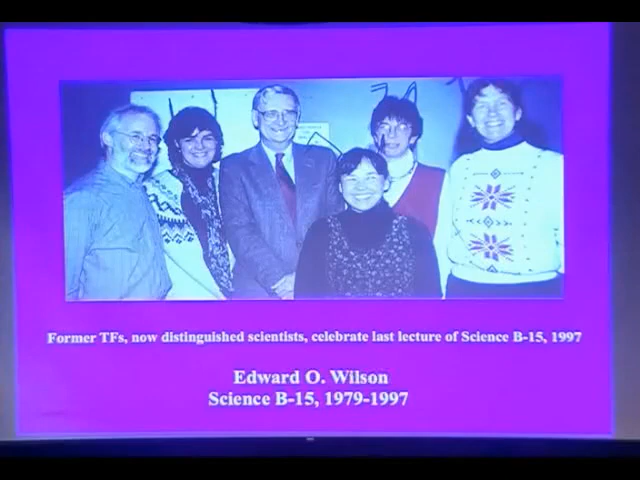 Former TFs, now distinguished scientists, celebrate last lecture of Science B-15, 1997
Edward O. Wilson
Science B-15, 1979-1997